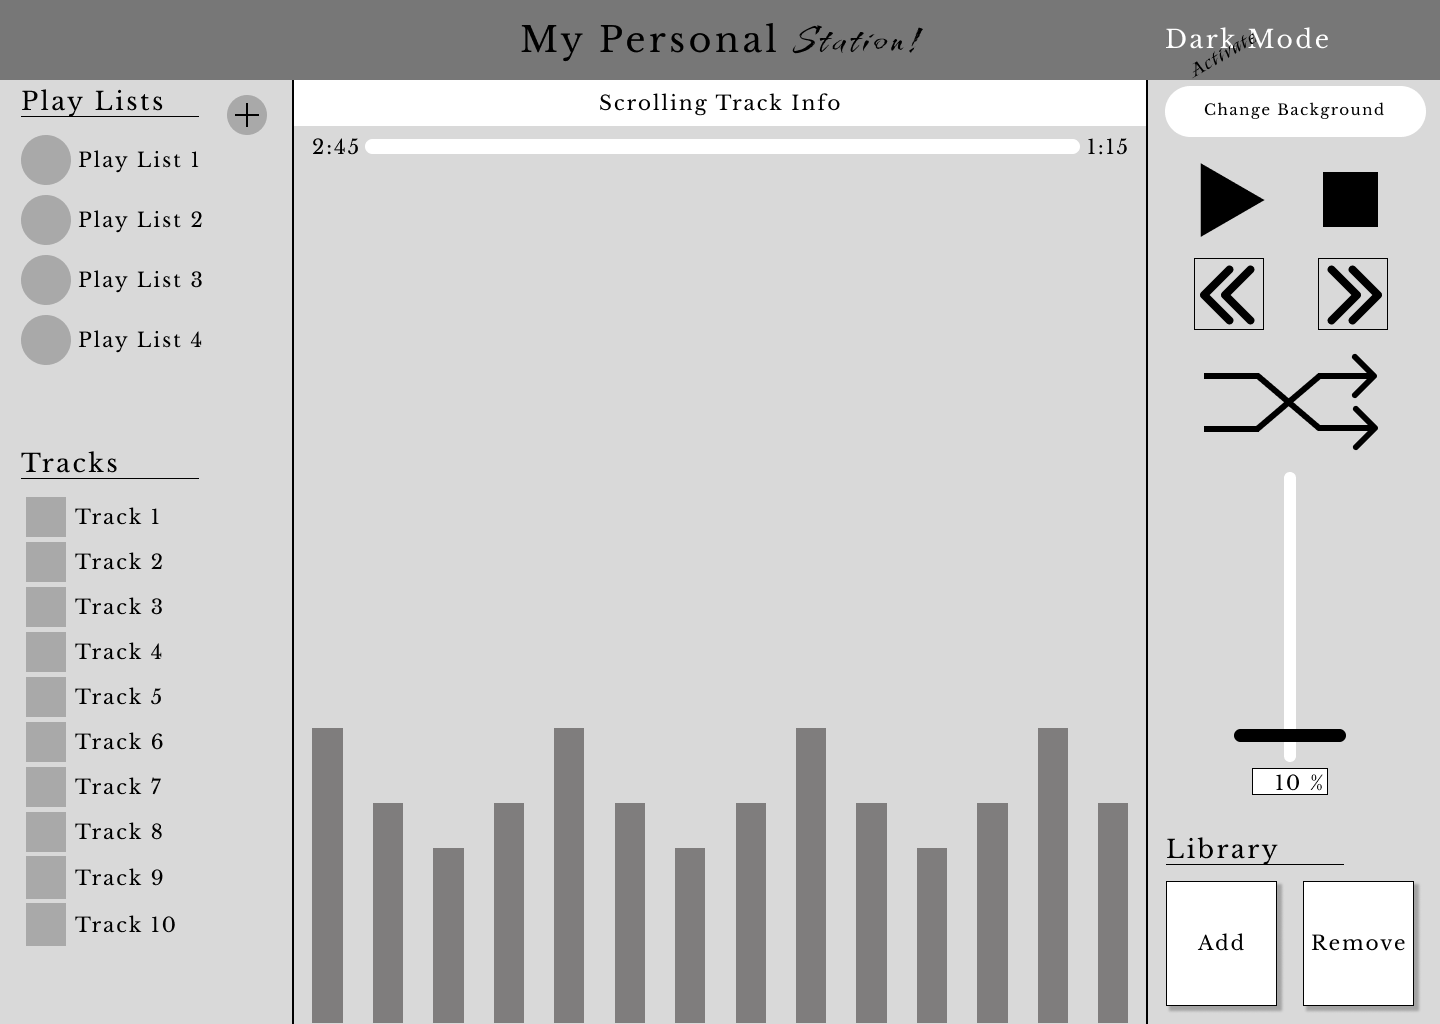 My Personal Station!
Dark Mode
Activate
Play Lists
Play List 1
Play List 2
Play List 3
Play List 4
Tracks
Track 1
Track 2
Track 3
Track 4
Track 5
Track 6
Track 7
Track 8
Track 9
Track 10
Scrolling Track Info
2:45 1:15
Change Background
10 %
Library
Add Remove